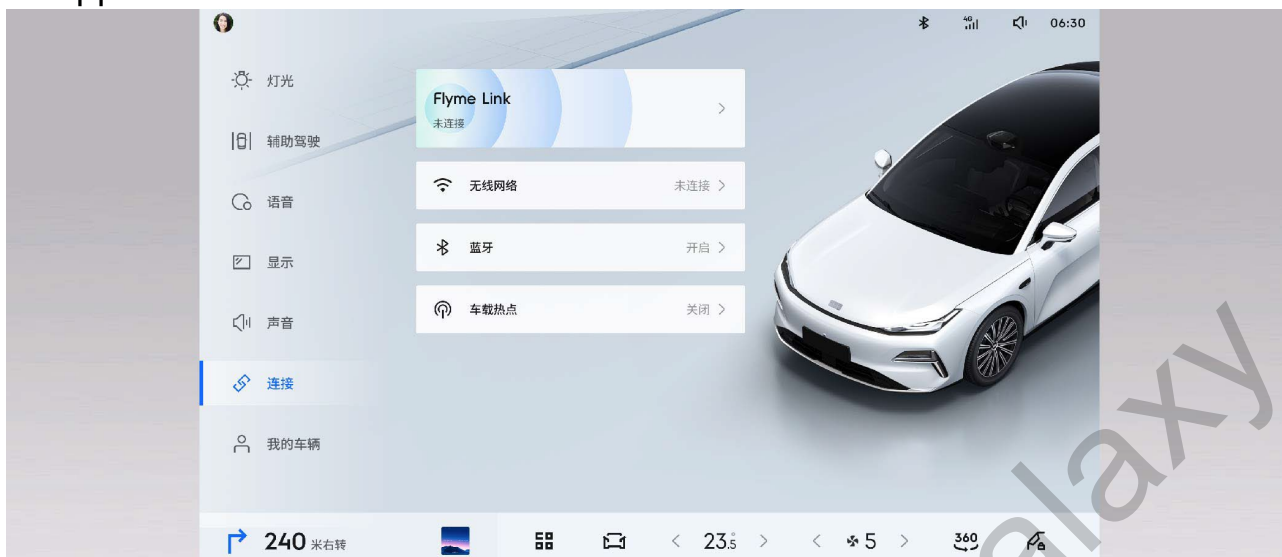 4G
06:30
灯光
辅助驾驶
语音
显示
声音
连接
我的车辆
Flyme Link
未连接
无线网络
未连接
蓝牙
开启
车载热点
关闭
240 米右转
23.5
5
360
alaxy